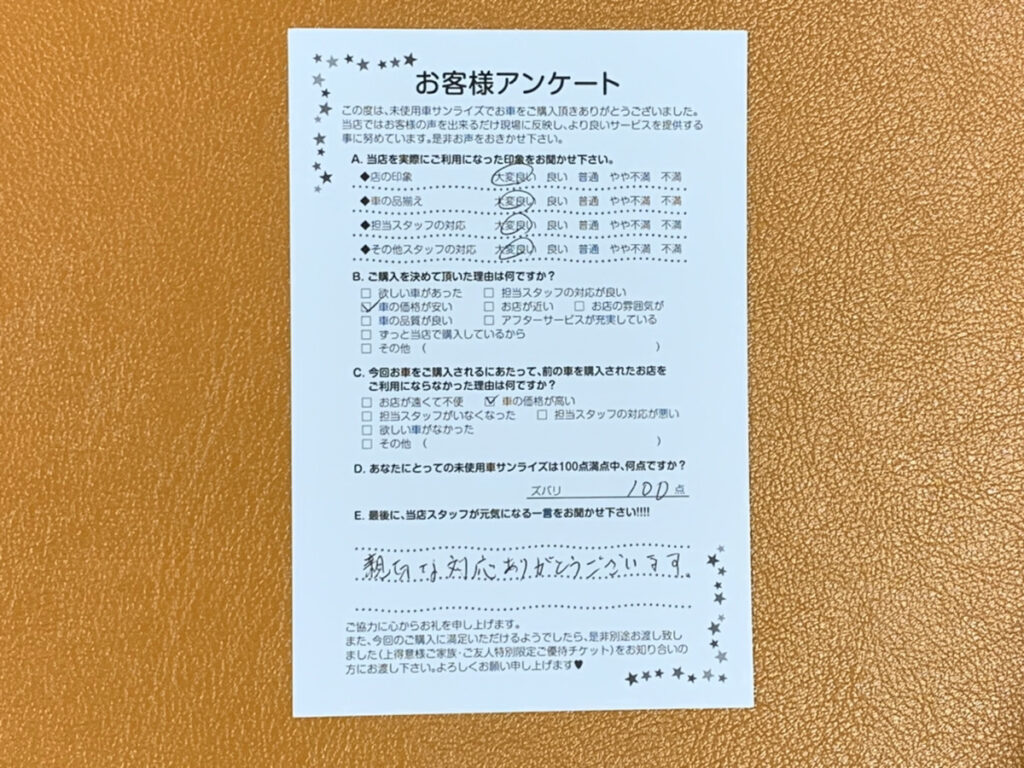 お客様アンケート
この度は、未使用車サンライズでお車をご購入頂きありがとうございました。
当店ではお客様の声を出来るだけ現場に反映し、より良いサービスを提供する
事に努めています。是非お声をおきかせ下さい。
A. 当店を実際にご利用になった印象をお聞かせ下さい。
◆店の印象 大変良い 良い 普通 やや不満 不満
◆車の品揃え 大変良い 良い 普通 やや不満 不満
◆担当スタッフの対応 大変良い 良い 普通 やや不満 不満
◆その他スタッフの対応 大変良い 良い 普通 やや不満 不満
B. ご購入を決めて頂いた理由は何ですか？
□ 欲しい車があった □ 担当スタッフの対応が良い
☑ 車の価格が安い □ お店が近い □ お店の雰囲気が
□ 車の品質が良い □ アフターサービスが充実している
□ ずっと当店で購入しているから
□ その他（ ）
C. 今回お車をご購入されるにあたって、前の車を購入されたお店を
ご利用にならなかった理由は何ですか？
□ お店が遠くて不便 ☑ 車の価格が高い
□ 担当スタッフがいなくなった □ 担当スタッフの対応が悪い
□ 欲しい車がなかった
□ その他（ ）
D. あなたにとっての未使用車サンライズは100点満点中、何点ですか？
ズバリ 100 点
E. 最後に、当店スタッフが元気になる一言をお聞かせ下さい!!!!
親切な対応ありがとうございます。
ご協力に心からお礼を申し上げます。
また、今回のご購入に満足いただけるようでしたら、是非別途お渡し致し
ました（上得意様ご家族・ご友人特別限定ご優待チケット）をお知り合いの
方にお渡し下さい。よろしくお願い申し上げます♥